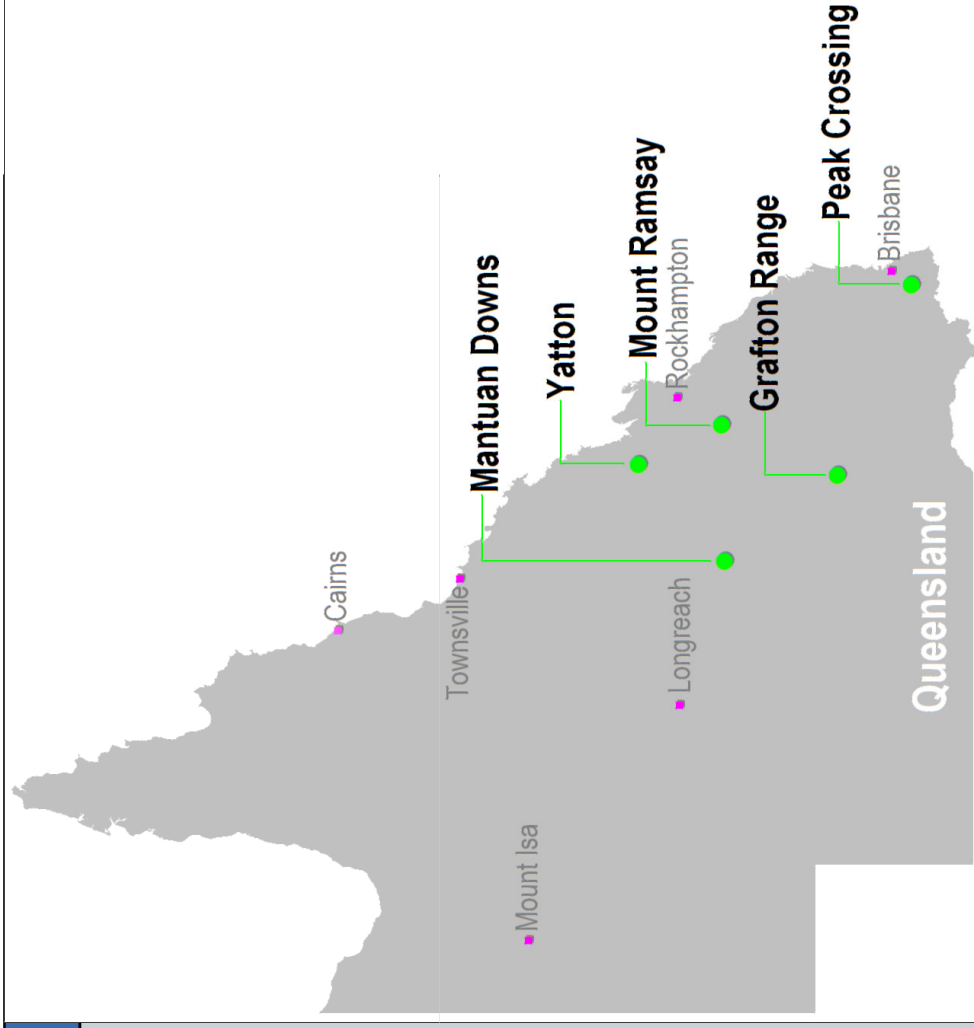 Cairns
Townsville
Mantuan Downs
Mount Isa
Yatton
Mount Ramsay
Rockhampton
Longreach
Grafton Range
Peak Crossing
Brisbane
Queensland